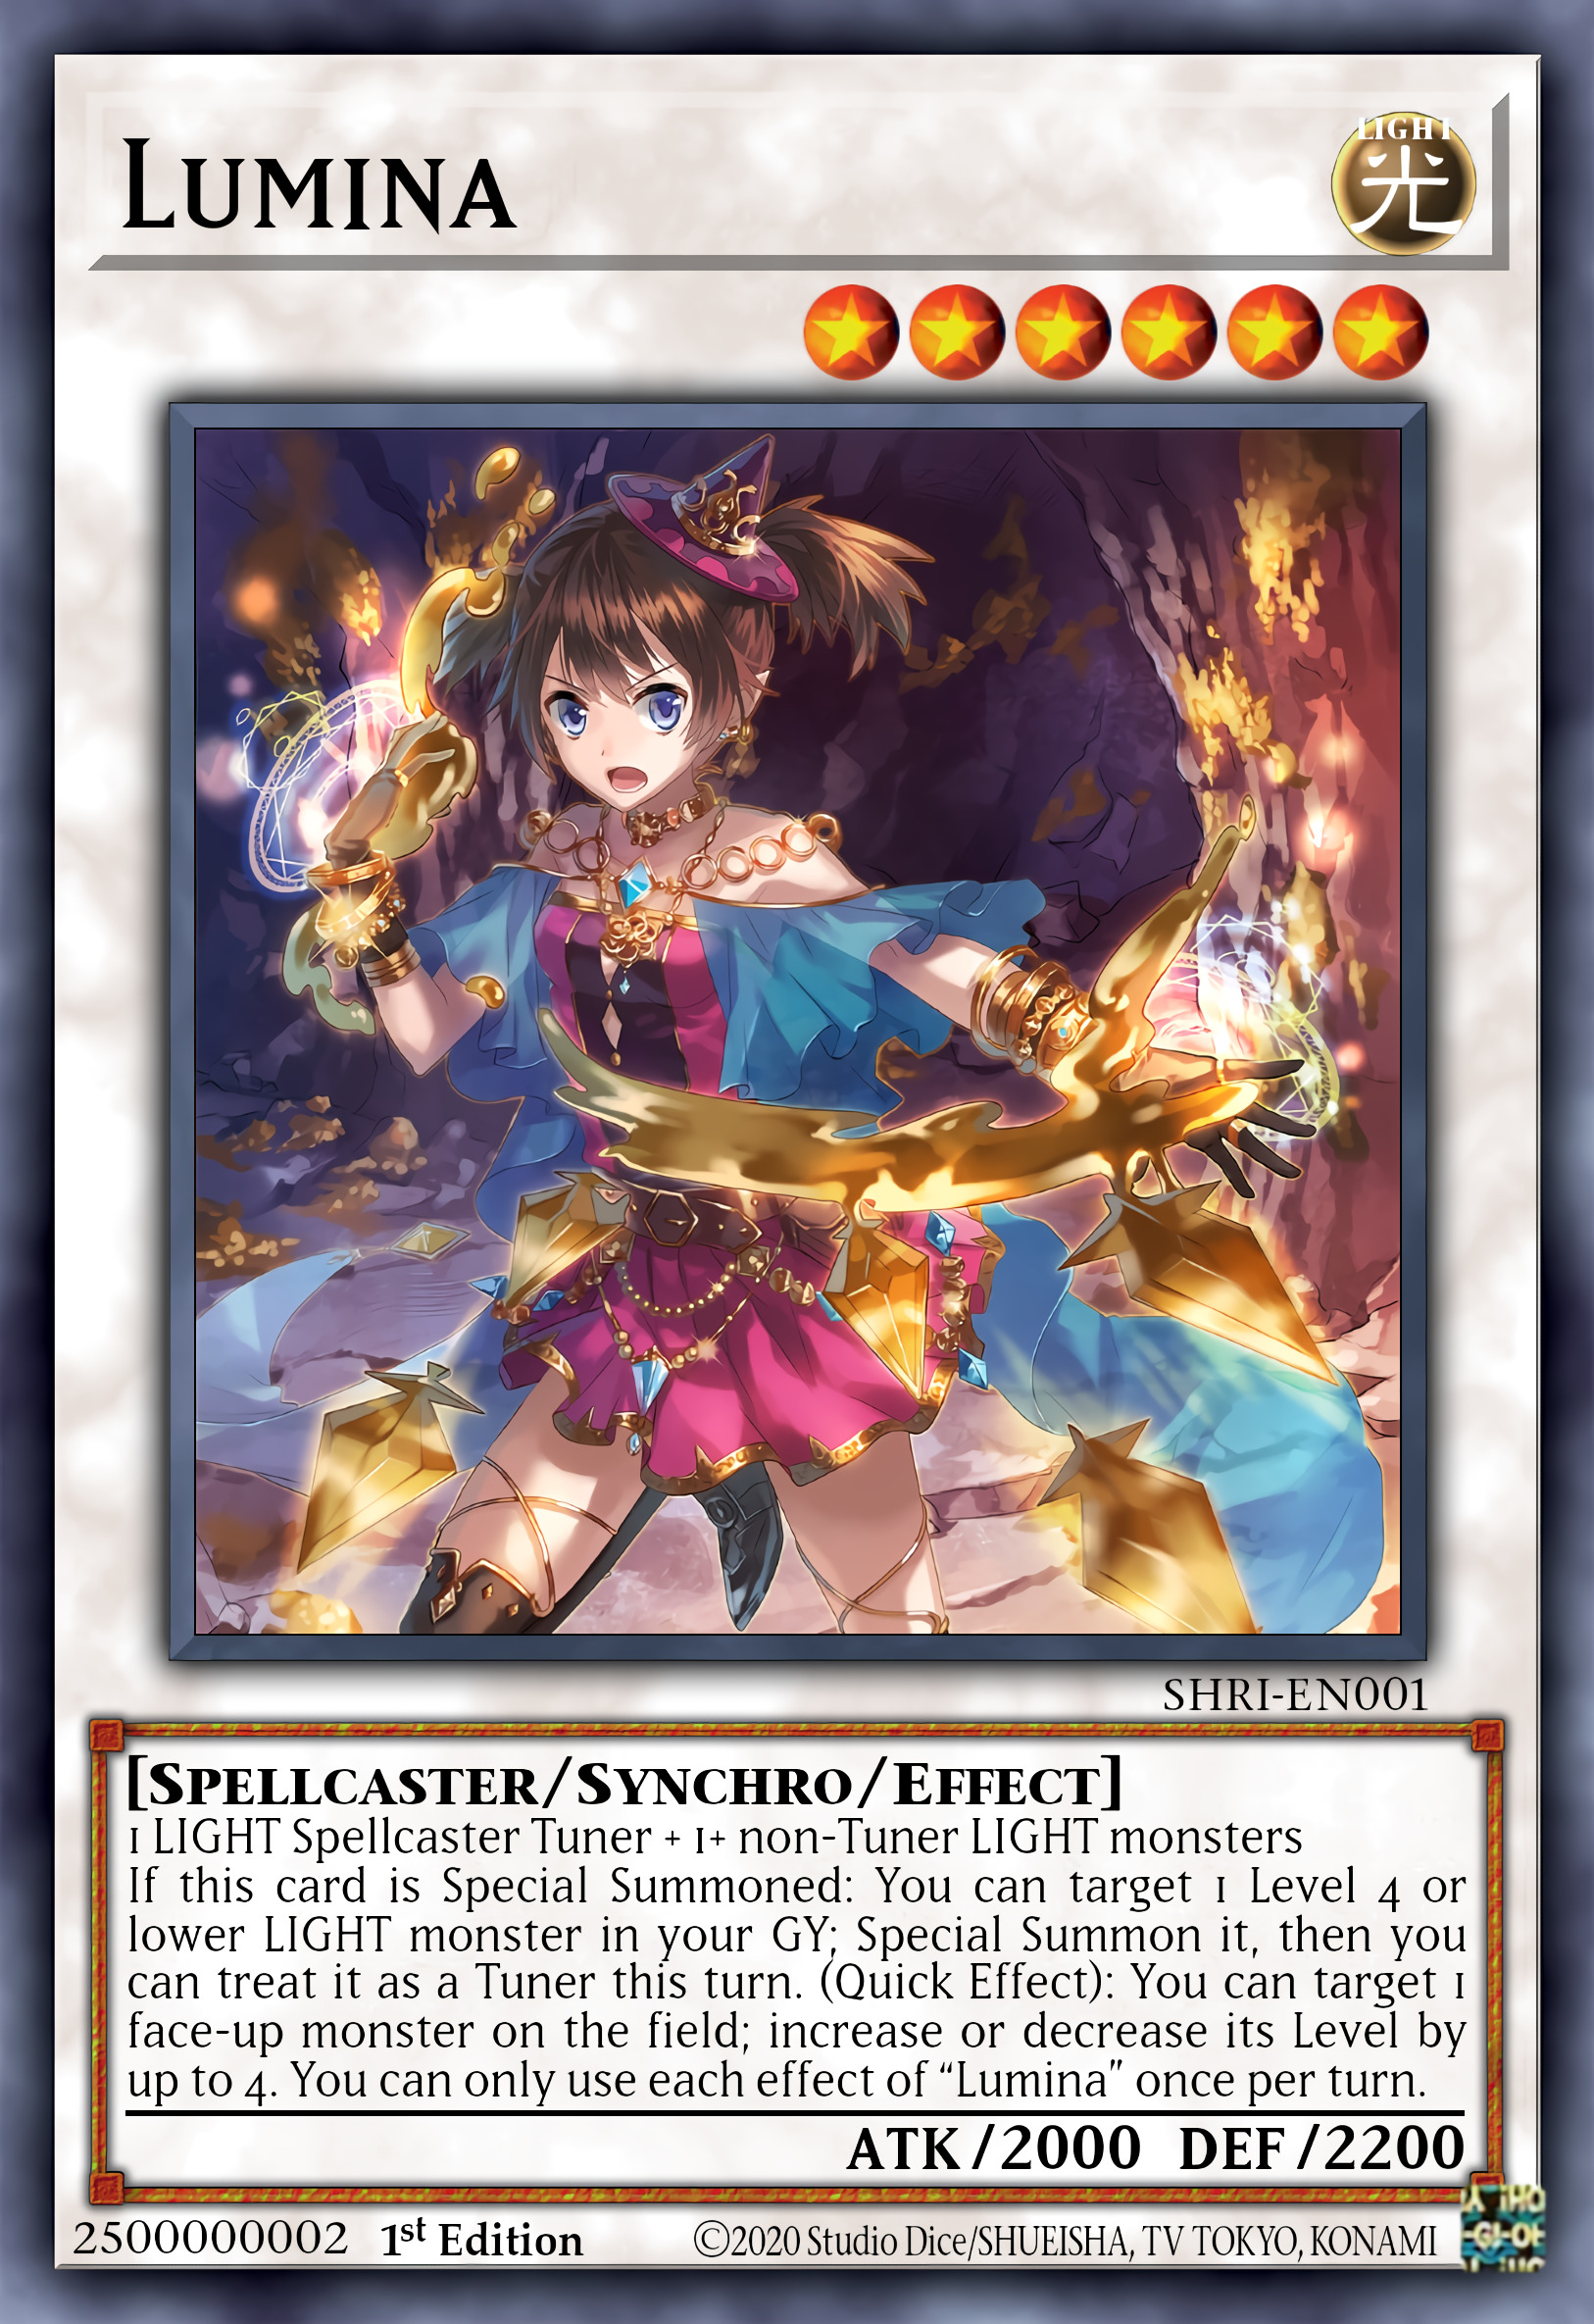 Lumina
LIGHT
光
SHRI-EN001
[Spellcaster/Synchro/Effect]
1 LIGHT Spellcaster Tuner + 1+ non-Tuner LIGHT monsters
If this card is Special Summoned: You can target 1 Level 4 or
lower LIGHT monster in your GY; Special Summon it, then you
can treat it as a Tuner this turn. (Quick Effect): You can target 1
face-up monster on the field; increase or decrease its Level by
up to 4. You can only use each effect of “Lumina” once per turn.
ATK/2000 DEF/2200
2500000002 1st Edition ©2020 Studio Dice/SHUEISHA, TV TOKYO, KONAMI